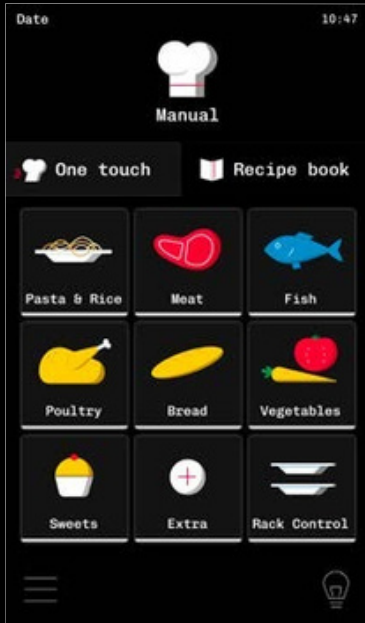 Date 10:47
Manual
One touch Recipe book
Pasta & Rice Meat Fish
Poultry Bread Vegetables
Sweets Extra Rack Control